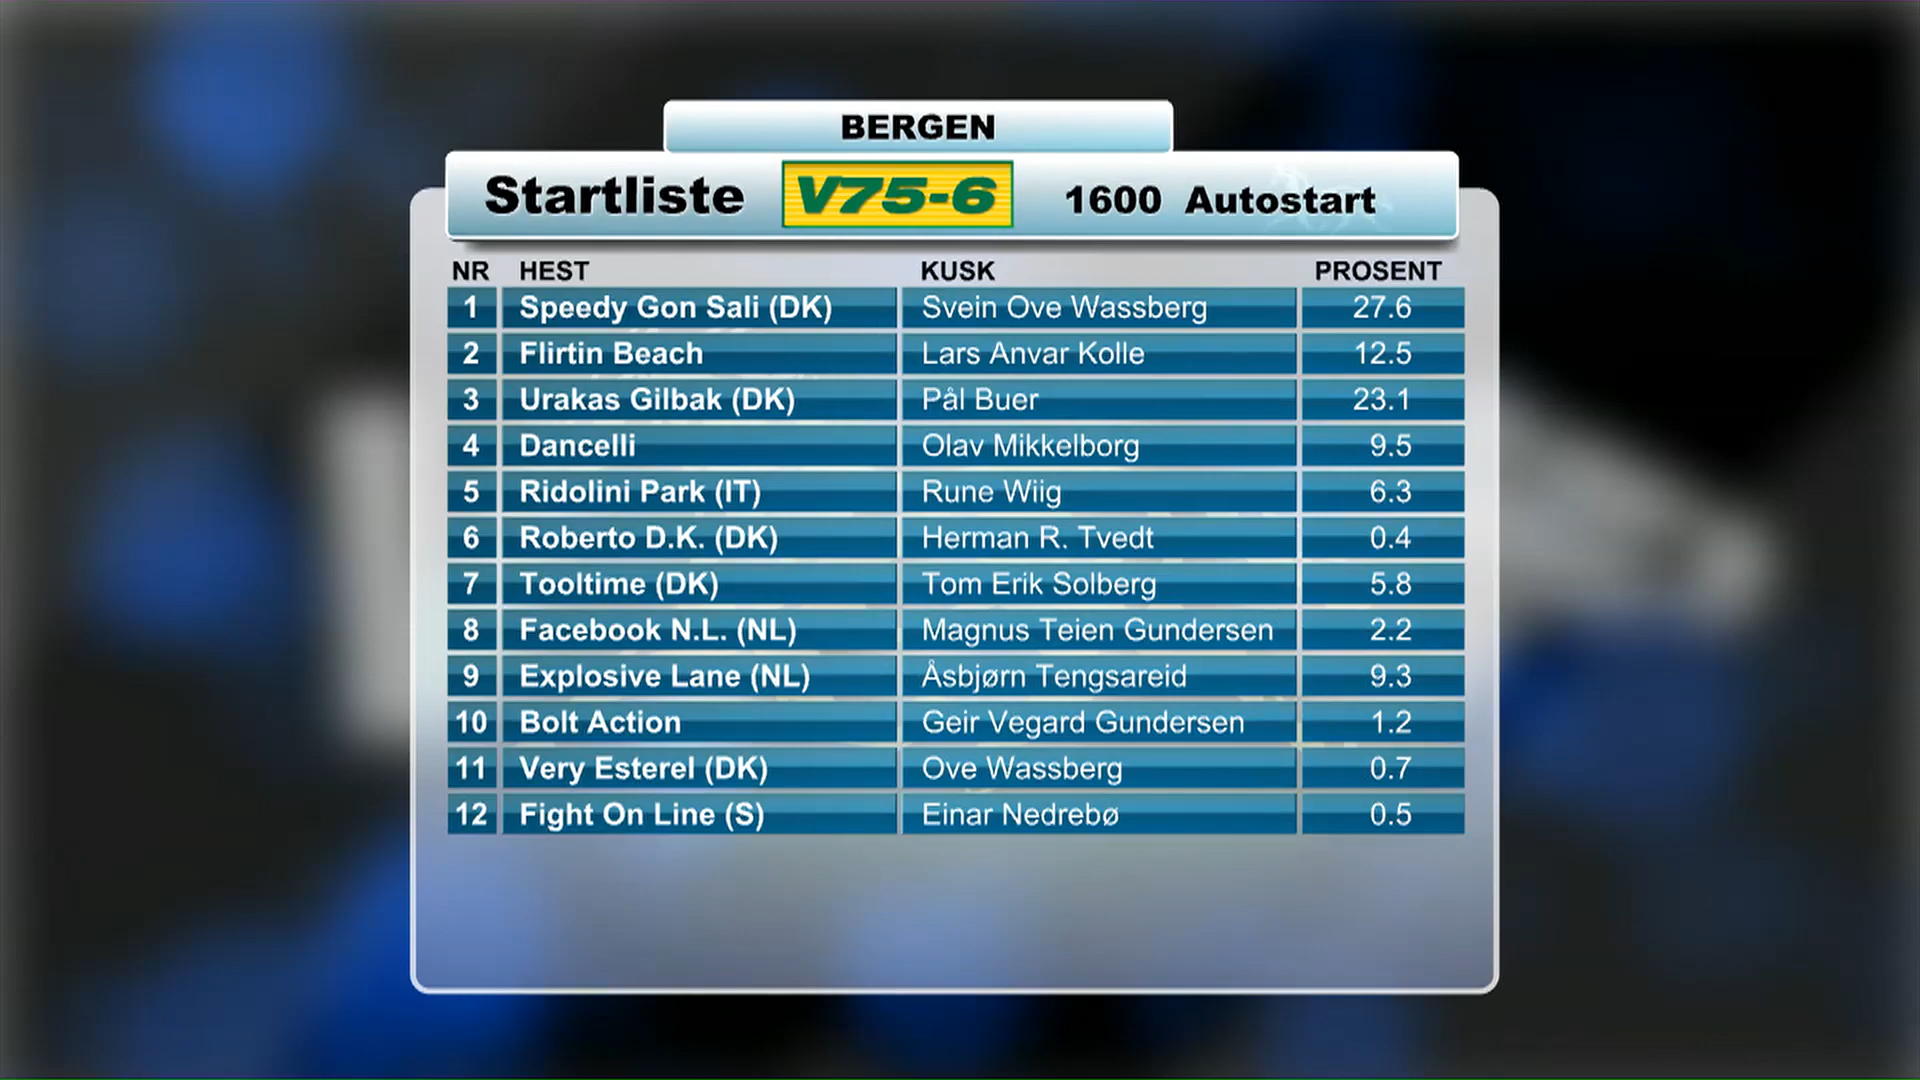 BERGEN
Startliste V75-6 1600 Autostart
NR HEST KUSK PROSENT
1 Speedy Gon Sali (DK) Svein Ove Wassberg 27.6
2 Flirtin Beach Lars Anvar Kolle 12.5
3 Urakas Gilbak (DK) Pål Buer 23.1
4 Dancelli Olav Mikkelborg 9.5
5 Ridolini Park (IT) Rune Wiig 6.3
6 Roberto D.K. (DK) Herman R. Tvedt 0.4
7 Tooltime (DK) Tom Erik Solberg 5.8
8 Facebook N.L. (NL) Magnus Teien Gundersen 2.2
9 Explosive Lane (NL) Åsbjørn Tengsareid 9.3
10 Bolt Action Geir Vegard Gundersen 1.2
11 Very Esterel (DK) Ove Wassberg 0.7
12 Fight On Line (S) Einar Nedrebø 0.5